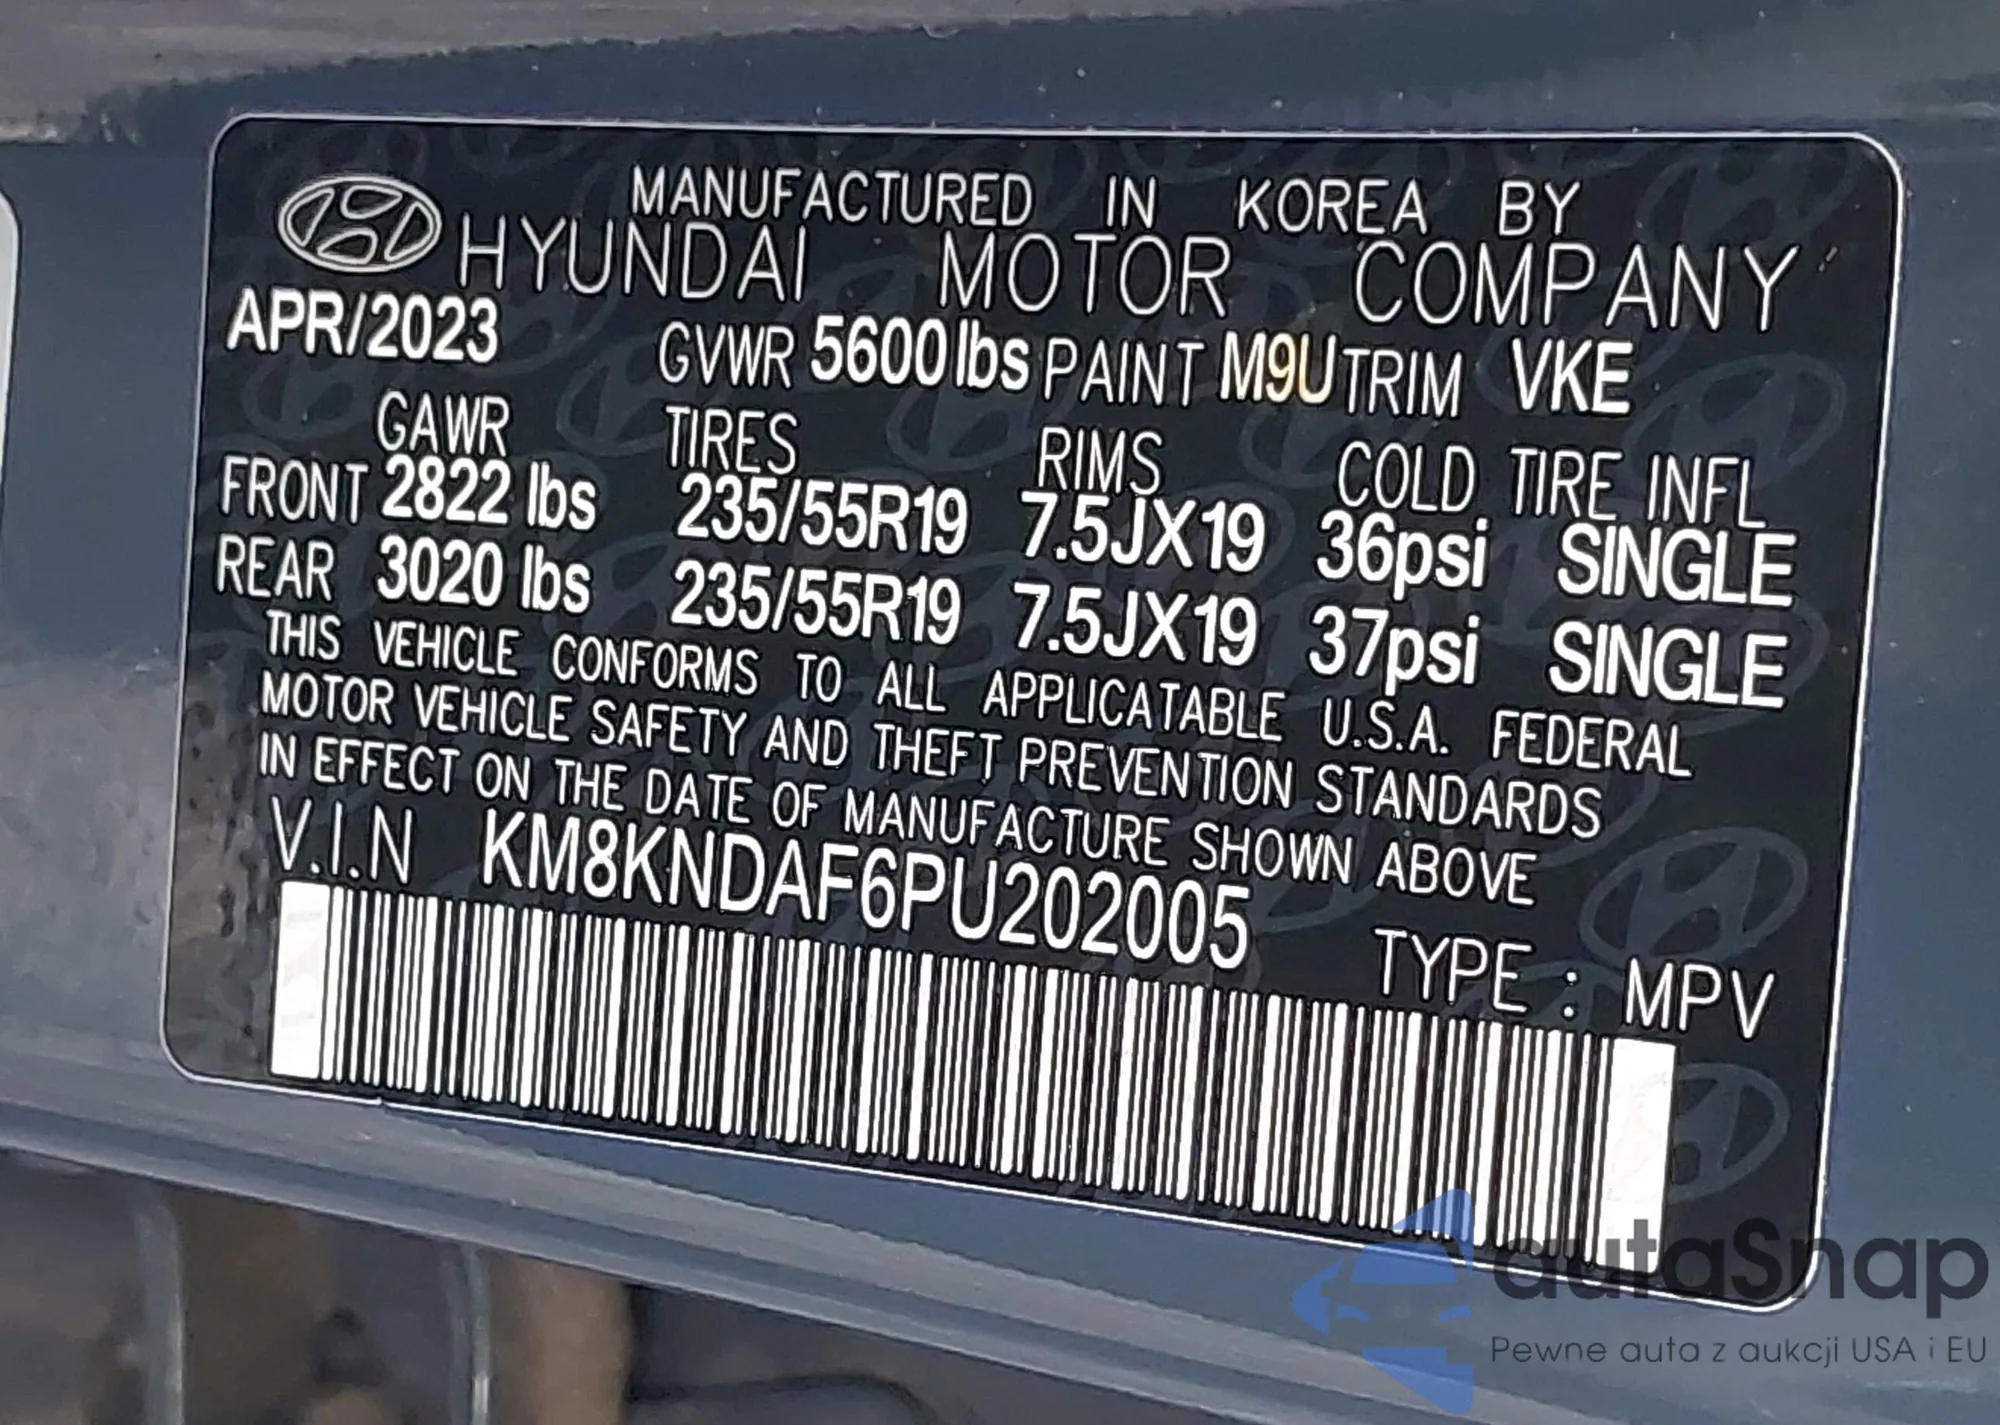 MANUFACTURED IN KOREA BY
HYUNDAI MOTOR COMPANY
APR/2023 GVWR 5600lbs PAINT M9U TRIM VKE
GAWR TIRES RIMS COLD TIRE INFL
FRONT 2822 lbs 235/55R19 7.5JX19 36psi SINGLE
REAR 3020 lbs 235/55R19 7.5JX19 37psi SINGLE
THIS VEHICLE CONFORMS TO ALL APPLICATABLE U.S.A. FEDERAL
MOTOR VEHICLE SAFETY AND THEFT PREVENTION STANDARDS
IN EFFECT ON THE DATE OF MANUFACTURE SHOWN ABOVE
V.I.N KM8KNDAF6PU202005
TYPE : MPV
autaSnap
Pewne auta z aukcji USA i EU